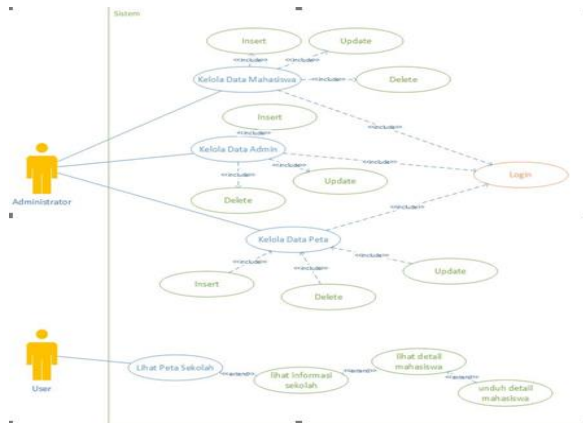 Sistem
Insert
Update
<<include>>
<<include>>
Kelola Data Mahasiswa
<<include>>
Delete
Insert
<<include>>
<<include>>
Kelola Data Admin
<<include>>
<<include>>
<<include>>
Update
Login
Delete
Administrator
<<include>>
Kelola Data Peta
<<include>>
<<include>>
<<include>>
Update
Insert
Delete
User
Lihat Peta Sekolah
<<extend>>
lihat Informasi
sekolah
<<extend>>
lihat detail
mahasiswa
<<extend>>
unduh detail
mahasiswa